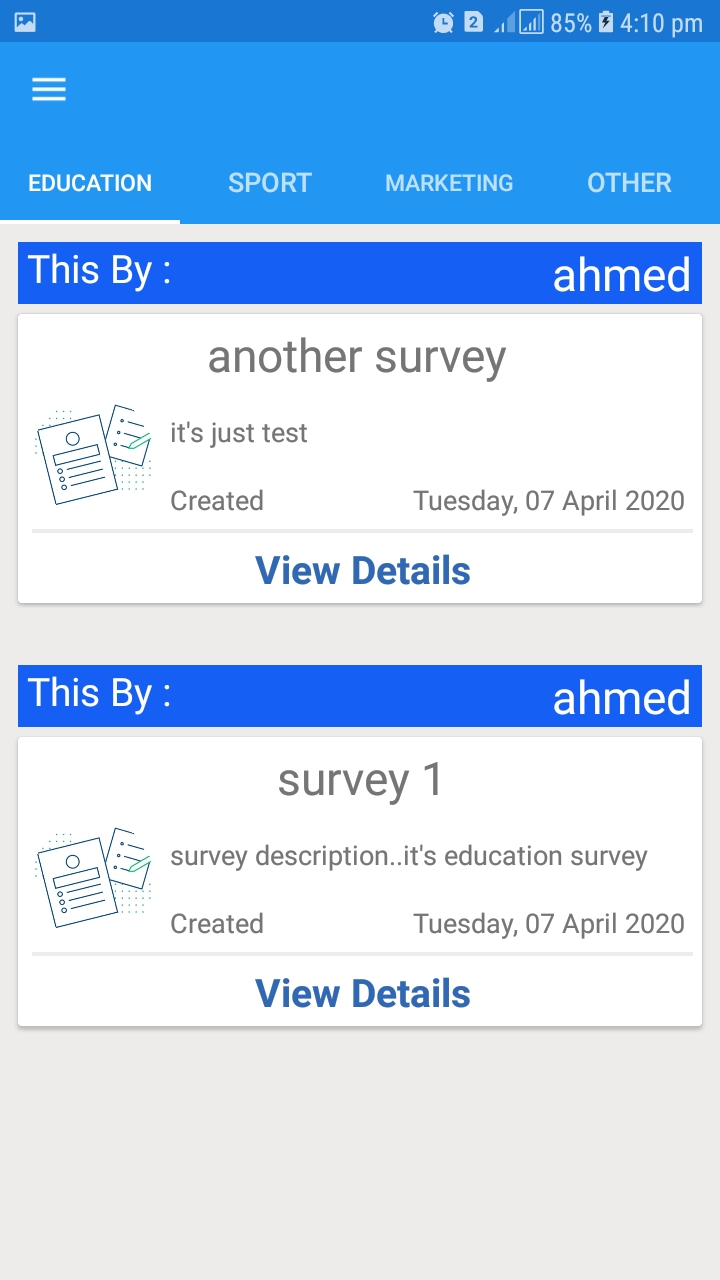 2 85% 4:10 pm
EDUCATION SPORT MARKETING OTHER
This By : ahmed
another survey
it's just test
Created Tuesday, 07 April 2020
View Details
This By : ahmed
survey 1
survey description..it's education survey
Created Tuesday, 07 April 2020
View Details